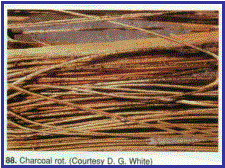 88. Charcoal rot. (Courtesy D. G. White)